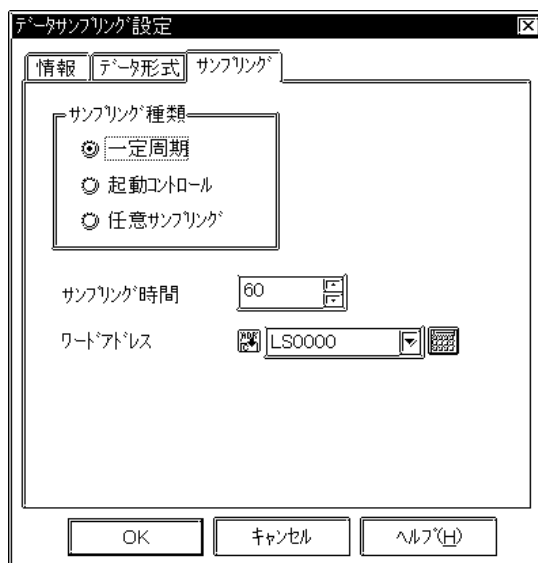 ﾃﾞｰﾀｻﾝﾌﾟﾘﾝｸﾞ設定
情報 ﾃﾞｰﾀ形式 ｻﾝﾌﾟﾘﾝｸﾞ
ｻﾝﾌﾟﾘﾝｸﾞ種類
一定周期
起動ｺﾝﾄﾛｰﾙ
任意ｻﾝﾌﾟﾘﾝｸﾞ
ｻﾝﾌﾟﾘﾝｸﾞ時間 60
ﾜｰﾄﾞｱﾄﾞﾚｽ LS0000
OK ｷｬﾝｾﾙ ﾍﾙﾌﾟ(H)